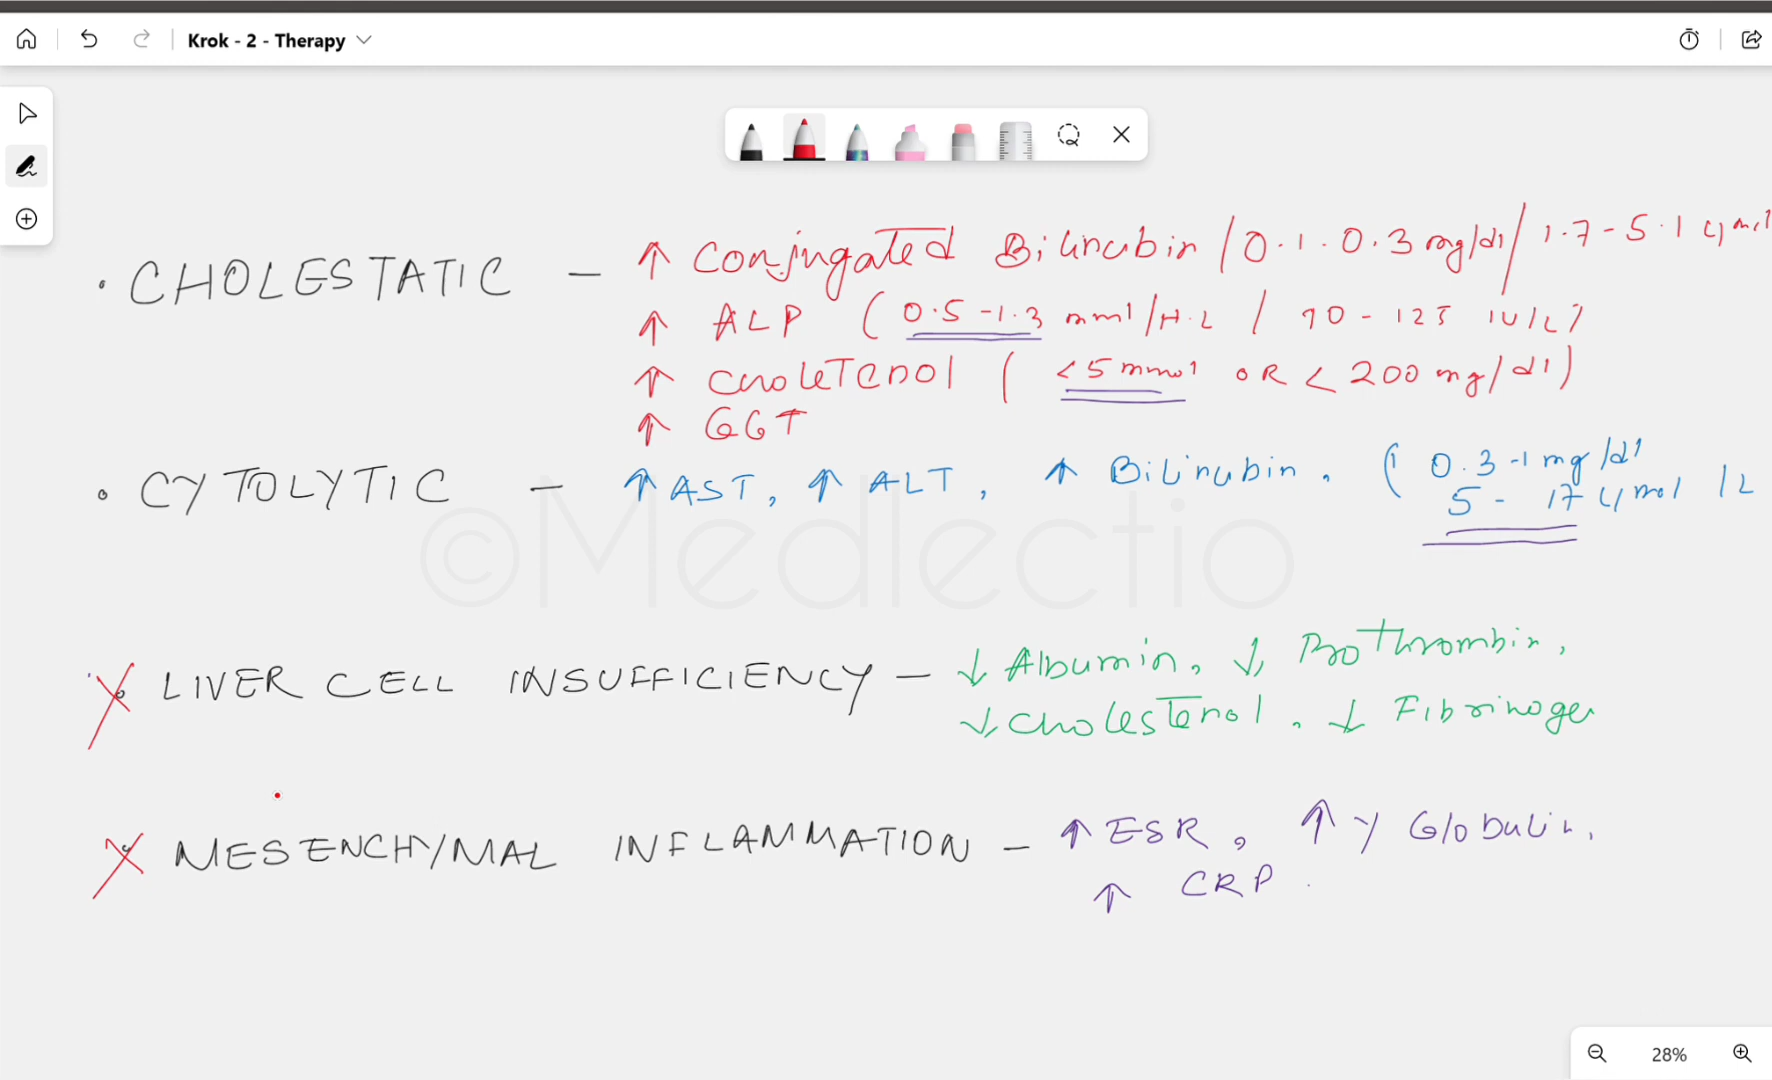 Krok - 2 - Therapy
• CHOLESTATIC - ↑ Conjugated Bilirubin / 0.1-0.3 mg/dl / 1.7-5.1 μmol
↑ ALP ( 0.5-1.3 mml/H.L / 70-125 IU/L )
↑ Cholesterol ( <5 mmol OR < 200 mg/dl )
↑ GGT
• CYTOLYTIC - ↑ AST, ↑ ALT, ↑ Bilirubin. ( 0.3-1 mg/dl
5 - 17 μmol /L
©Medlectio
LIVER CELL INSUFFICIENCY - ↓ Albumin, ↓ Prothrombin,
↓ Cholesterol, ↓ Fibrinogen
MESENCHYMAL INFLAMMATION - ↑ ESR, ↑ γ Globulin,
↑ CRP.
28%